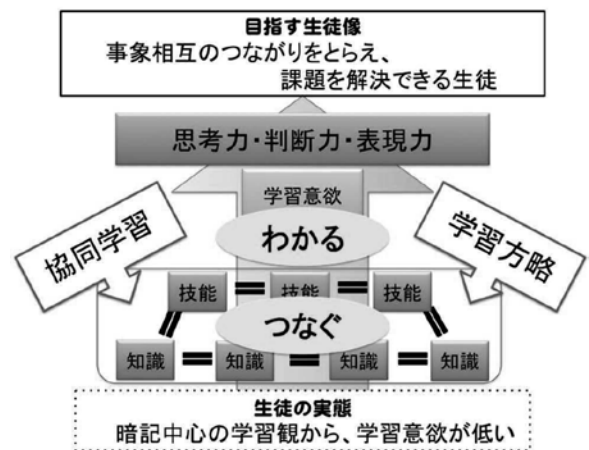 目指す生徒像
事象相互のつながりをとらえ、
課題を解決できる生徒
思考力・判断力・表現力
学習意欲
わかる
協同学習
学習方略
技能 技能 技能
つなぐ
知識 知識 知識 知識
生徒の実態
暗記中心の学習観から、学習意欲が低い